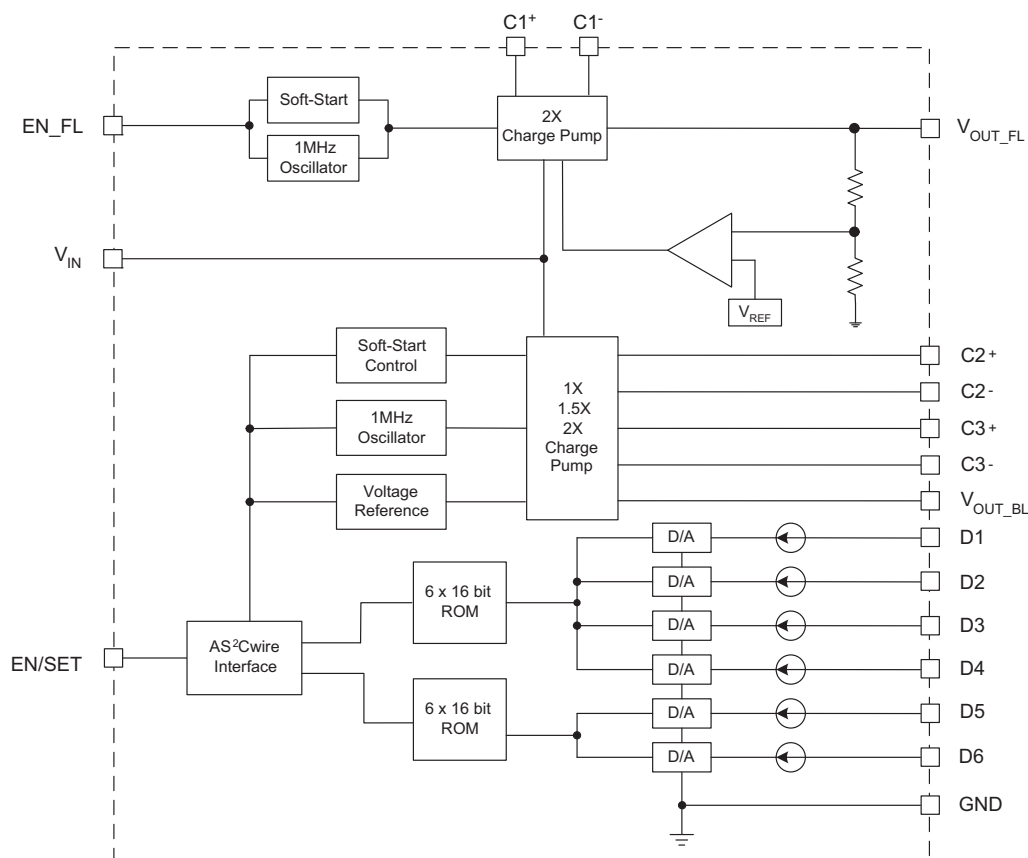 C1+ C1-
Soft-Start
EN_FL
1MHz
Oscillator
2X
Charge Pump
VOUT_FL
VIN
VREF
Soft-Start
Control
1MHz
Oscillator
Voltage
Reference
1X
1.5X
2X
Charge
Pump
C2+
C2-
C3+
C3-
VOUT_BL
D/A D1
D/A D2
D/A D3
D/A D4
D/A D5
D/A D6
GND
6 x 16 bit
ROM
EN/SET
AS²Cwire
Interface
6 x 16 bit
ROM